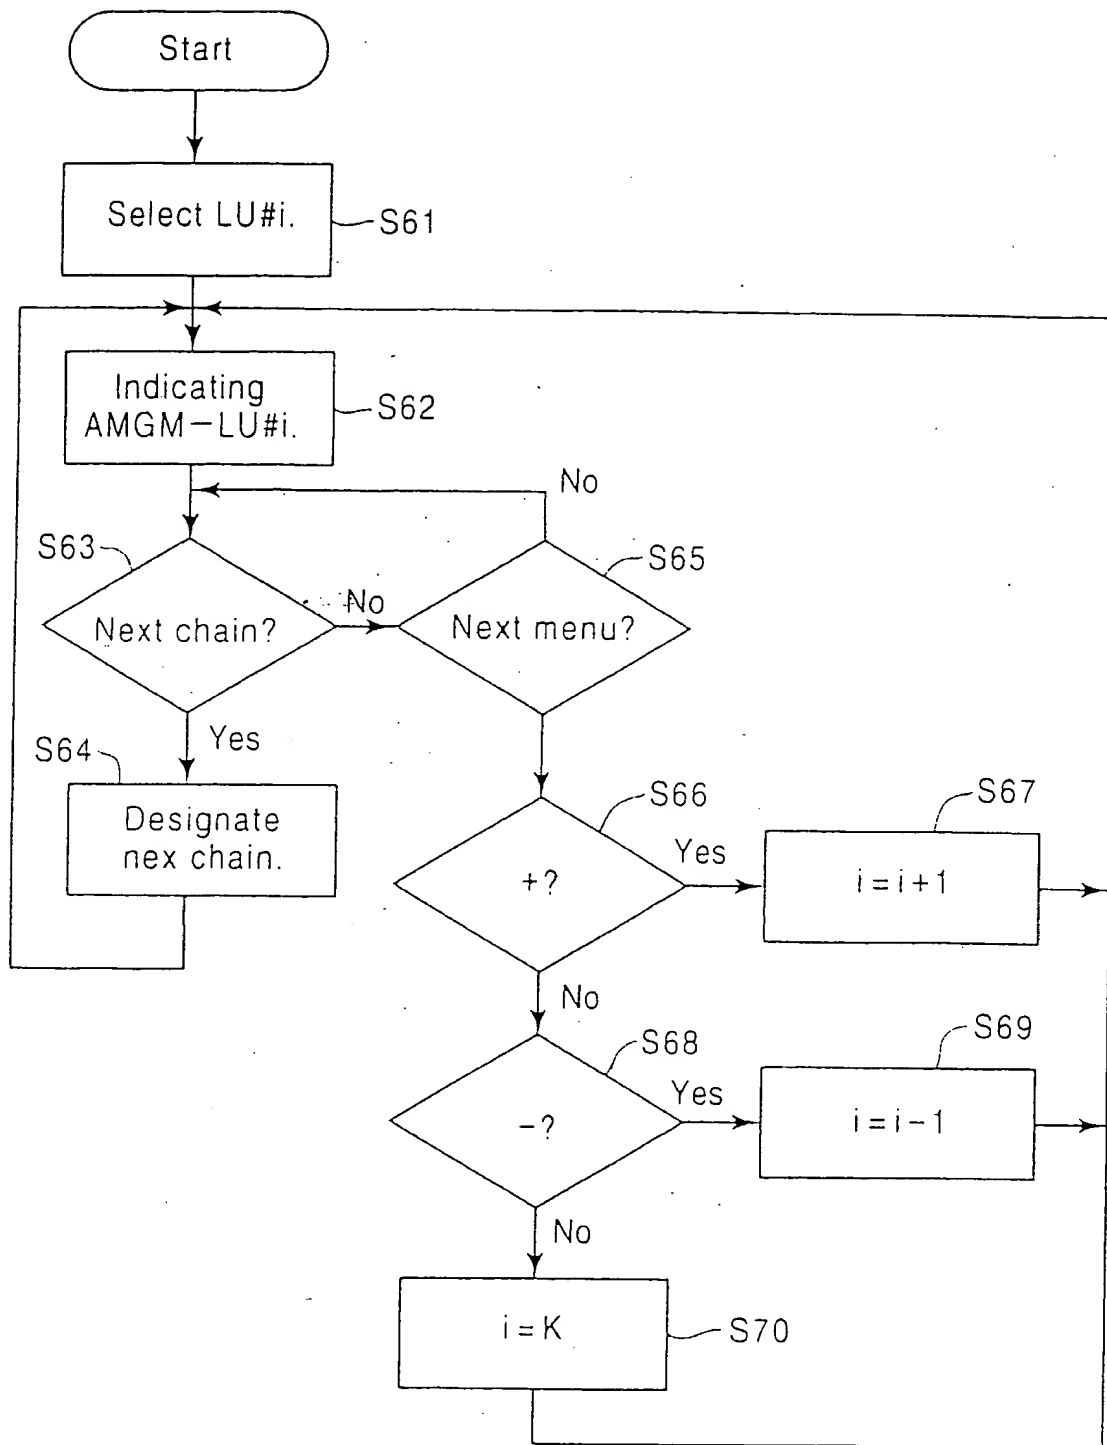 Start
Select LU#i.
S61
Indicating
AMGM-LU#i.
S62
No
S63
S65
Next chain?
No
Next menu?
Yes
S64
Designate
nex chain.
S66
S67
+?
Yes
i=i+1
No
S68
S69
-?
Yes
i=i-1
No
i=K
S70